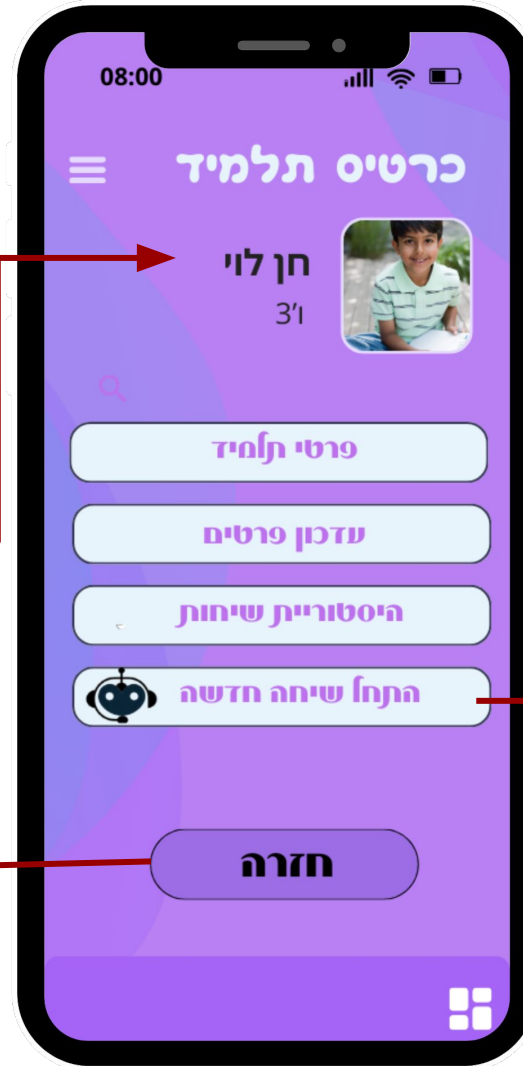 08:00
כרטיס תלמיד
חן לוי
ו'3
פרטי תלמיד
עדכון פרטים
היסטוריית שיחות
התחל שיחה חדשה
חזרה